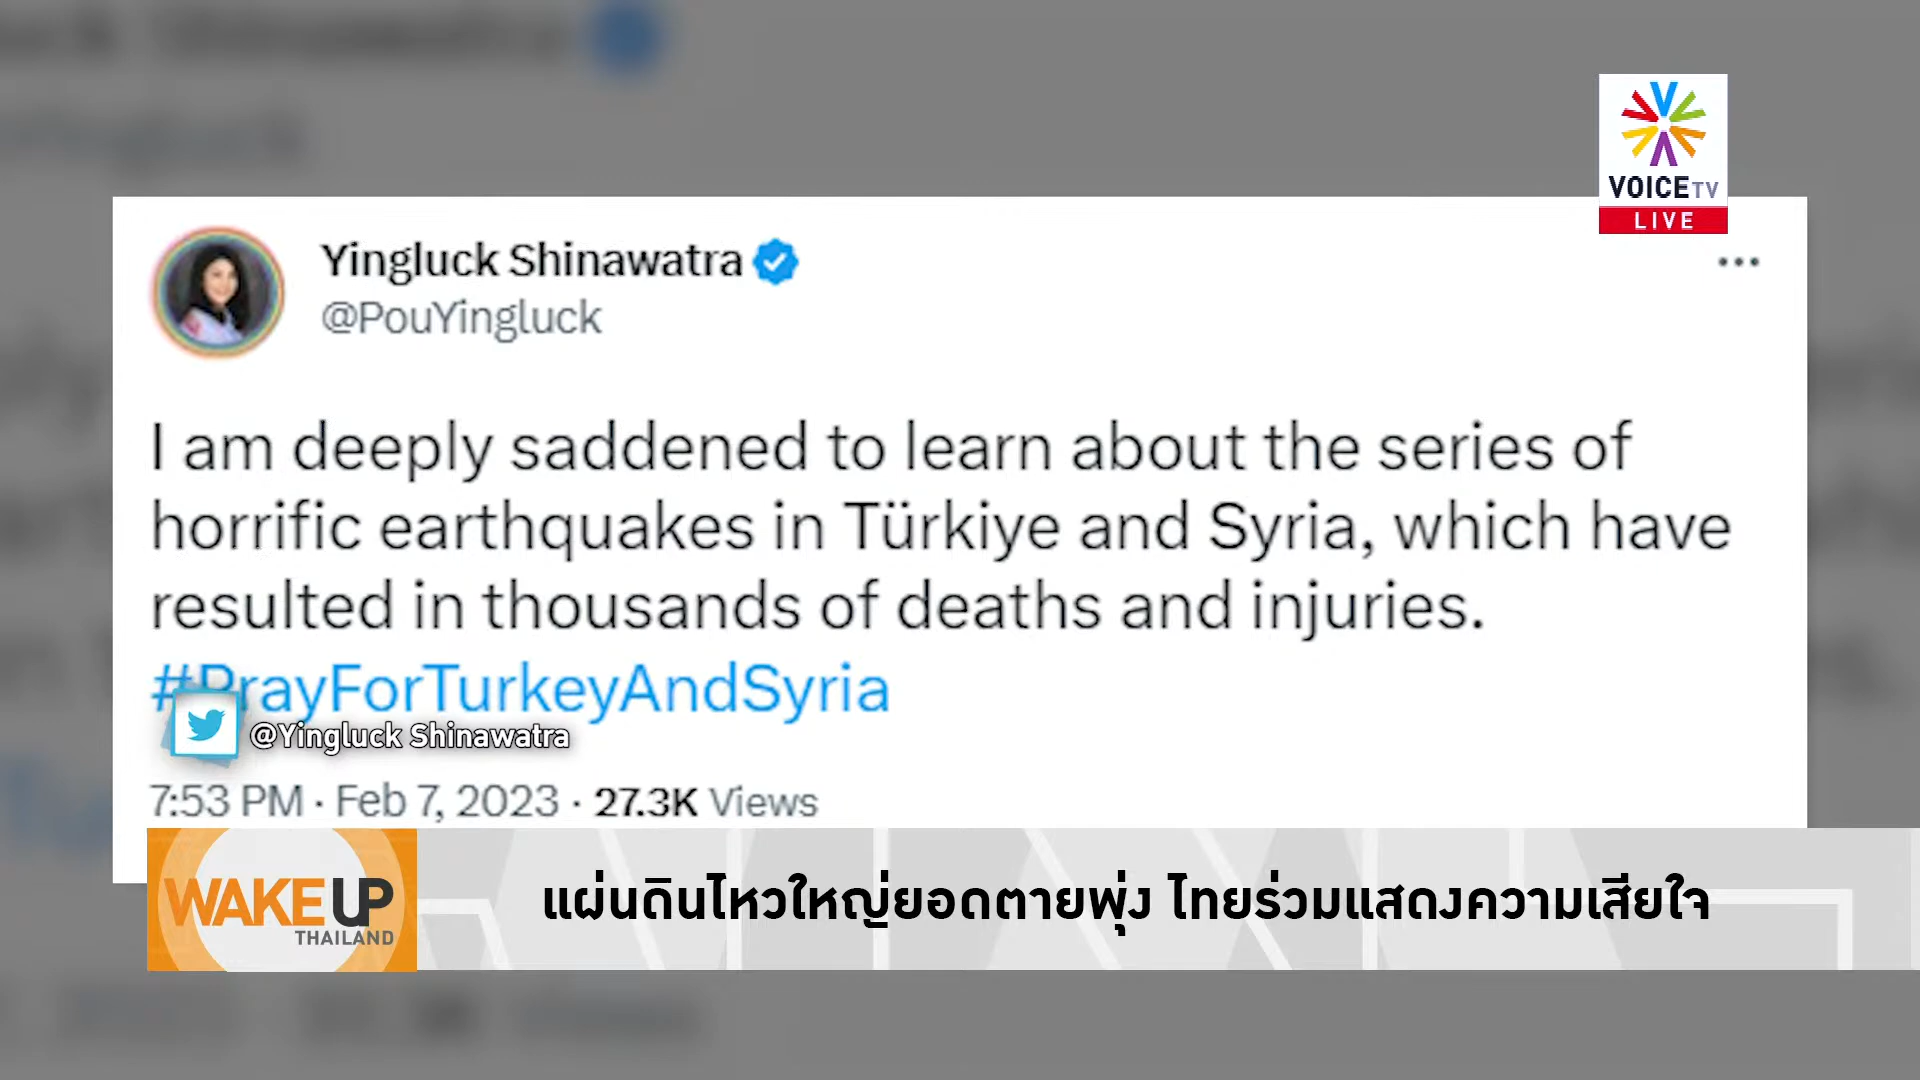 VOICE TV
LIVE
Yingluck Shinawatra
@PouYingluck
I am deeply saddened to learn about the series of
horrific earthquakes in Türkiye and Syria, which have
resulted in thousands of deaths and injuries.
#PrayForTurkeyAndSyria
@Yingluck Shinawatra
7:53 PM · Feb 7, 2023 · 27.3K Views
WAKE UP
THAILAND
แผ่นดินไหวใหญ่ยอดตายพุ่ง ไทยร่วมแสดงความเสียใจ